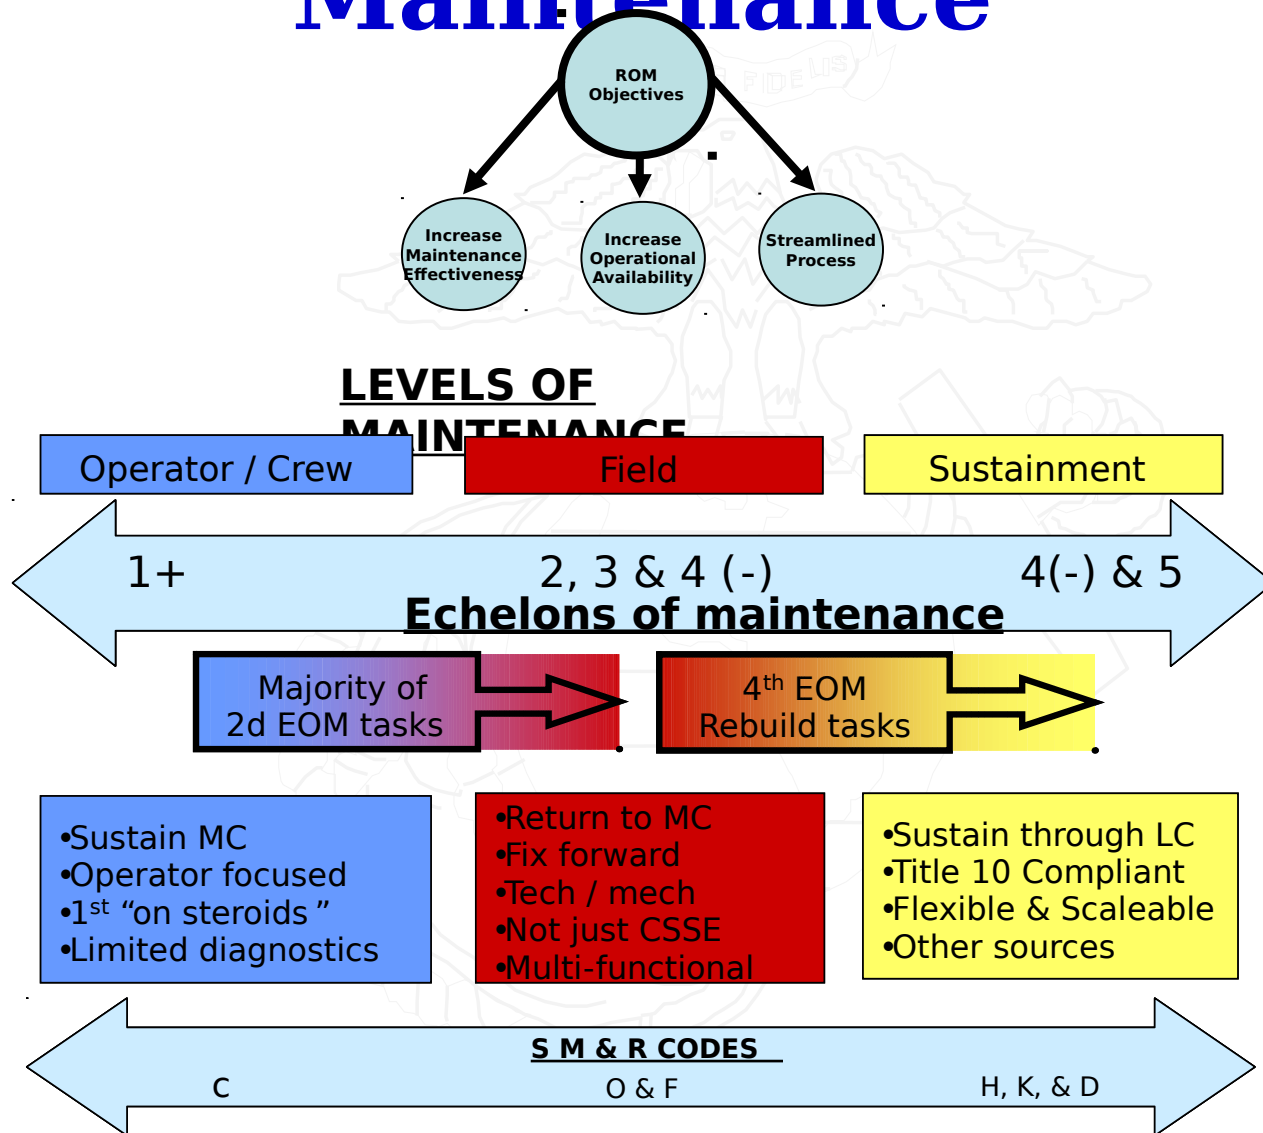 Maintenance
FIDELIS
ROM
Objectives
Increase
Maintenance
Effectiveness
Increase
Operational
Availability
Streamlined
Process
LEVELS OF
MAINTENANCE
Operator / Crew
Field
Sustainment
1+
2, 3 & 4 (-)
4(-) & 5
Echelons of maintenance
Majority of
2d EOM tasks
4th EOM
Rebuild tasks
•Sustain MC
•Operator focused
•1st “on steroids ”
•Limited diagnostics
•Return to MC
•Fix forward
•Tech / mech
•Not just CSSE
•Multi-functional
•Sustain through LC
•Title 10 Compliant
•Flexible & Scaleable
•Other sources
S M & R CODES
C
O & F
H, K, & D